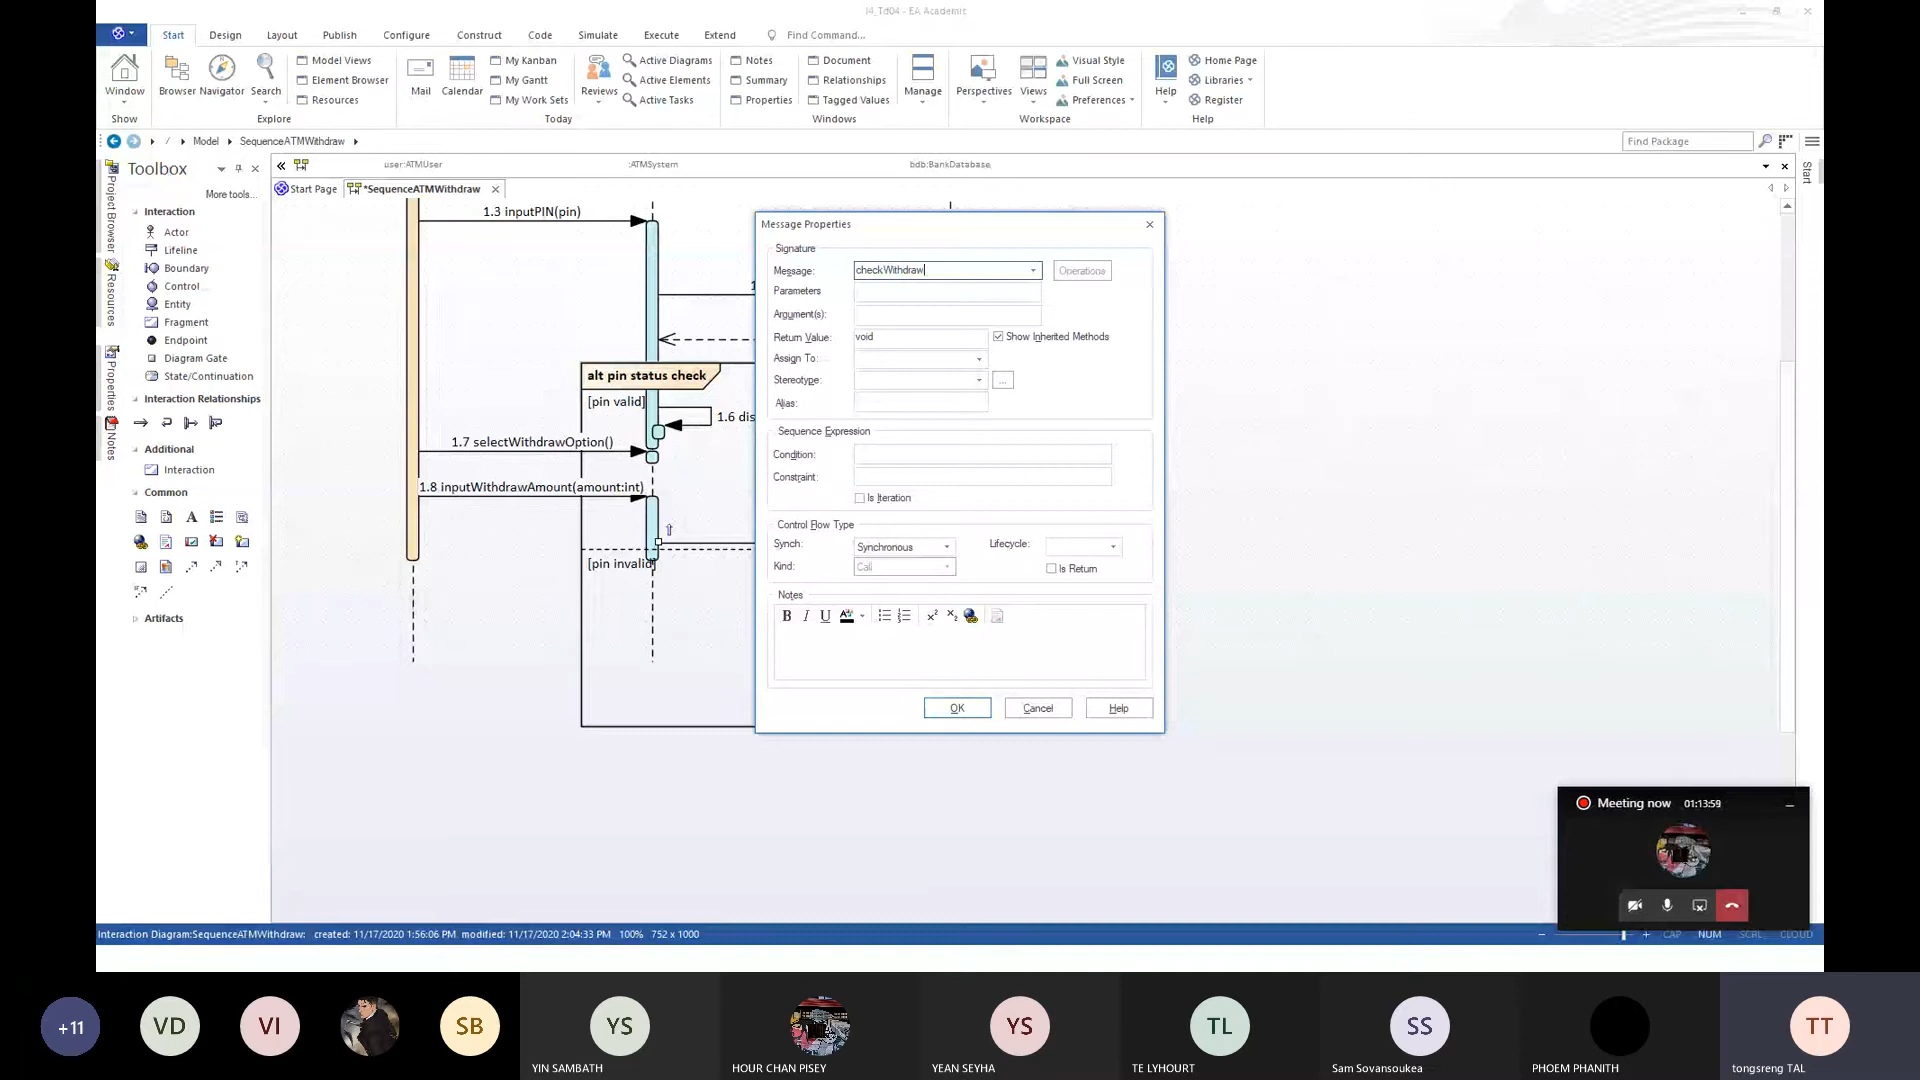 I4_Td04 - EA Academic
Start Design Layout Publish Configure Construct Code Simulate Execute Extend Find Command...
Window Browser Navigator Search
Show
Model Views
Element Browser
Resources
Explore
Mail Calendar
My Kanban
My Gantt
My Work Sets
Reviews
Active Diagrams
Active Elements
Active Tasks
Today
Notes
Summary
Properties
Document
Relationships
Tagged Values
Manage
Windows
Perspectives Views
Visual Style
Full Screen
Preferences
Workspace
Help
Home Page
Libraries
Register
Help
/ Model SequenceATMWithdraw
Find Package
Project Browser
Resources
Properties
Notes
Start
Toolbox
More tools...
Interaction
Actor
Lifeline
Boundary
Control
Entity
Fragment
Endpoint
Diagram Gate
State/Continuation
Interaction Relationships
Additional
Interaction
Common
Artifacts
user:ATMUser :ATMSystem bdb:BankDatabase
Start Page *SequenceATMWithdraw
1.3 inputPIN(pin)
1
alt pin status check
[pin valid]
1.6 dis
1.7 selectWithdrawOption()
1.8 inputWithdrawAmount(amount:int)
[pin invalid]
Message Properties
Signature
Message: checkWithdraw Operations
Parameters
Argument(s):
Return Value: void Show Inherited Methods
Assign To:
Stereotype: ...
Alias:
Sequence Expression
Condition:
Constraint:
Is Iteration
Control Flow Type
Synch: Synchronous Lifecycle:
Kind: Call Is Return
Notes
B I U
OK Cancel Help
Meeting now 01:13:59
Interaction Diagram:SequenceATMWithdraw: created: 11/17/2020 1:56:06 PM modified: 11/17/2020 2:04:33 PM 100% 752 x 1000
CAP NUM SCRL CLOUD
+11 VD VI SB YS YS TL SS TT
YIN SAMBATH HOUR CHAN PISEY YEAN SEYHA TE LYHOURT Sam Sovansoukea PHOEM PHANITH tongsreng TAL